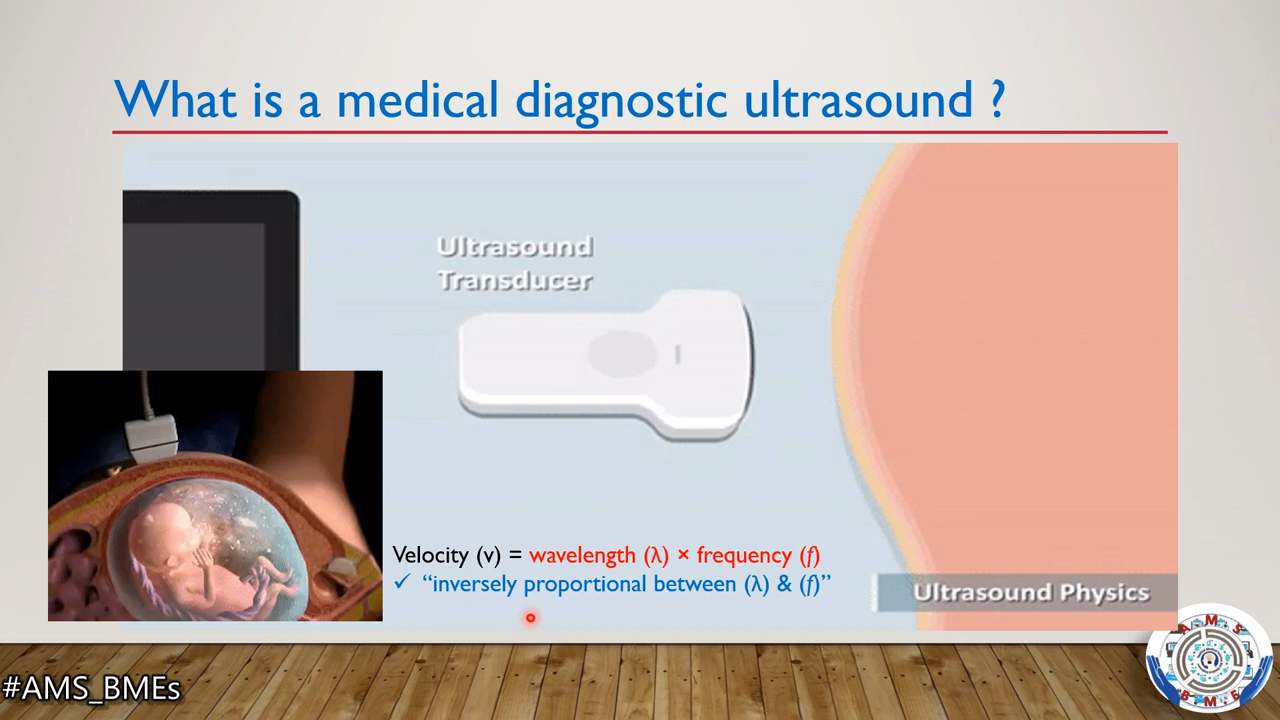 What is a medical diagnostic ultrasound ?
Ultrasound
Transducer
Velocity (v) = wavelength (λ) × frequency (f)
✓ “inversely proportional between (λ) & (f)”
Ultrasound Physics
#AMS_BMEs
A M S
B M E